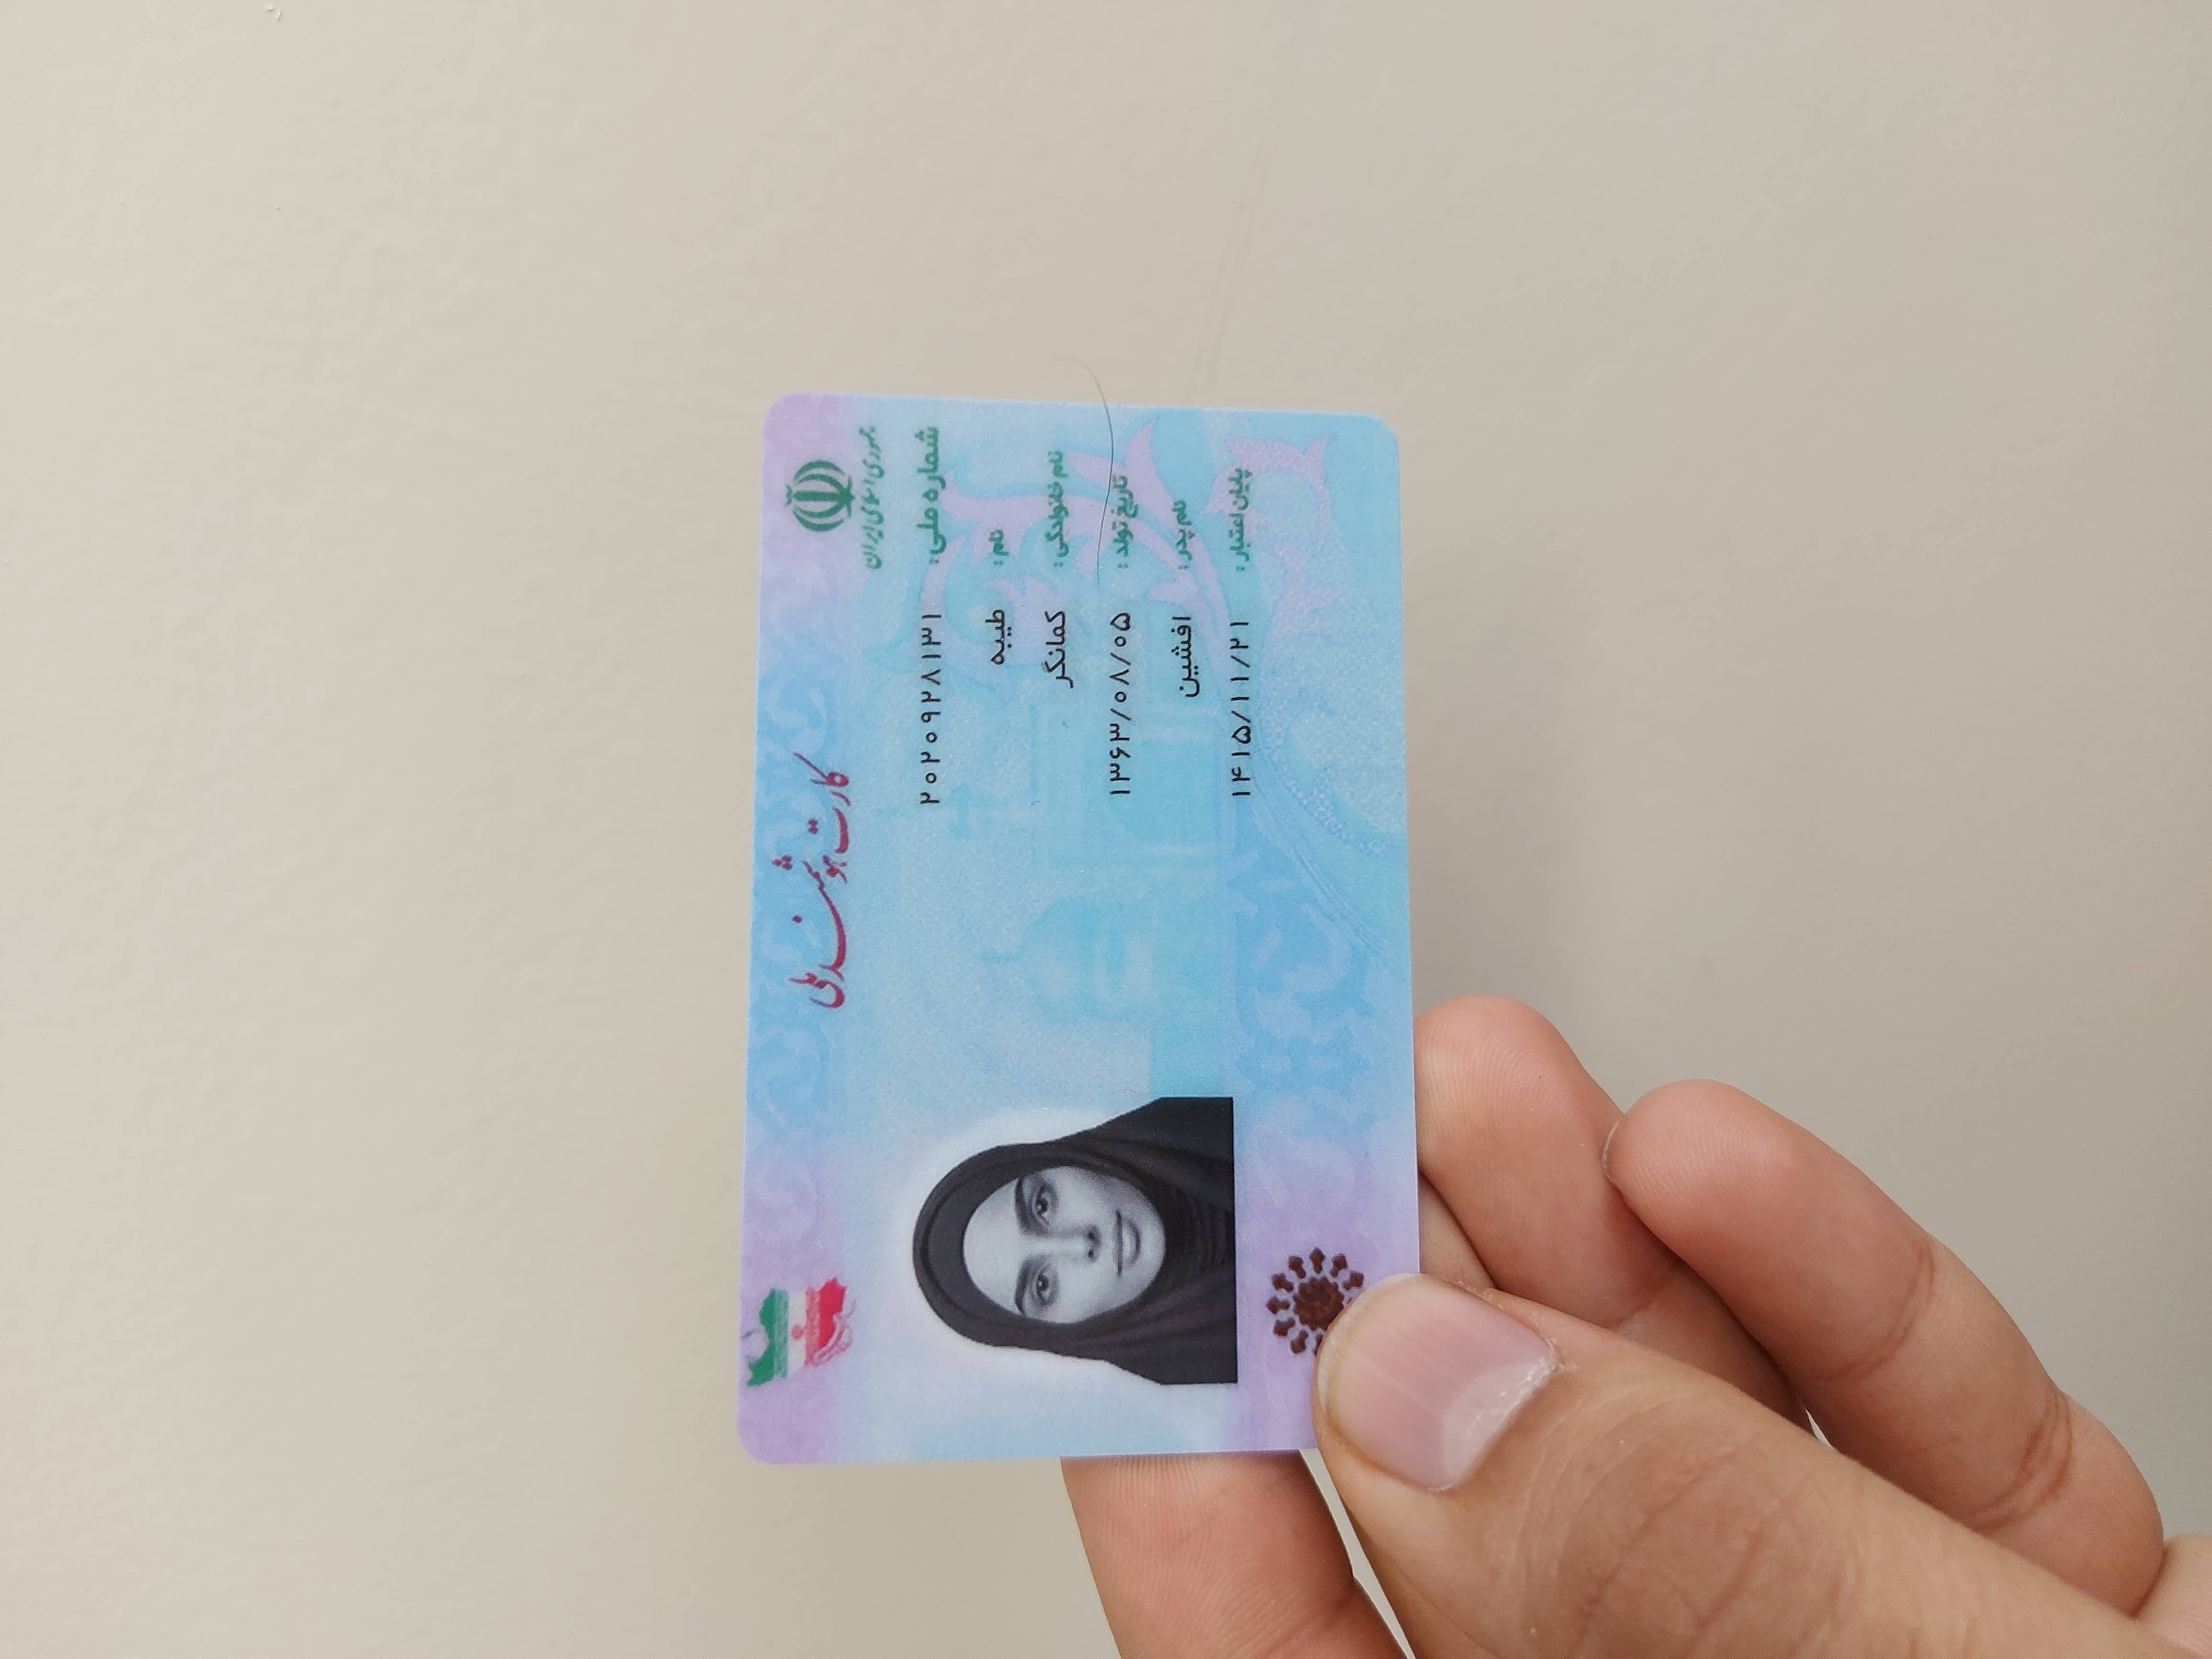 جمهوری اسلامی ایران
کارت هوشمند ملی
شماره ملی: ۲۰۲۰۹۲۸۱۳۱
نام: طیبه
نام خانوادگی: کمانگر
تاریخ تولد: ۱۳۶۳/۰۸/۰۵
نام پدر: افشین
پایان اعتبار: ۱۴۱۵/۱۱/۲۱